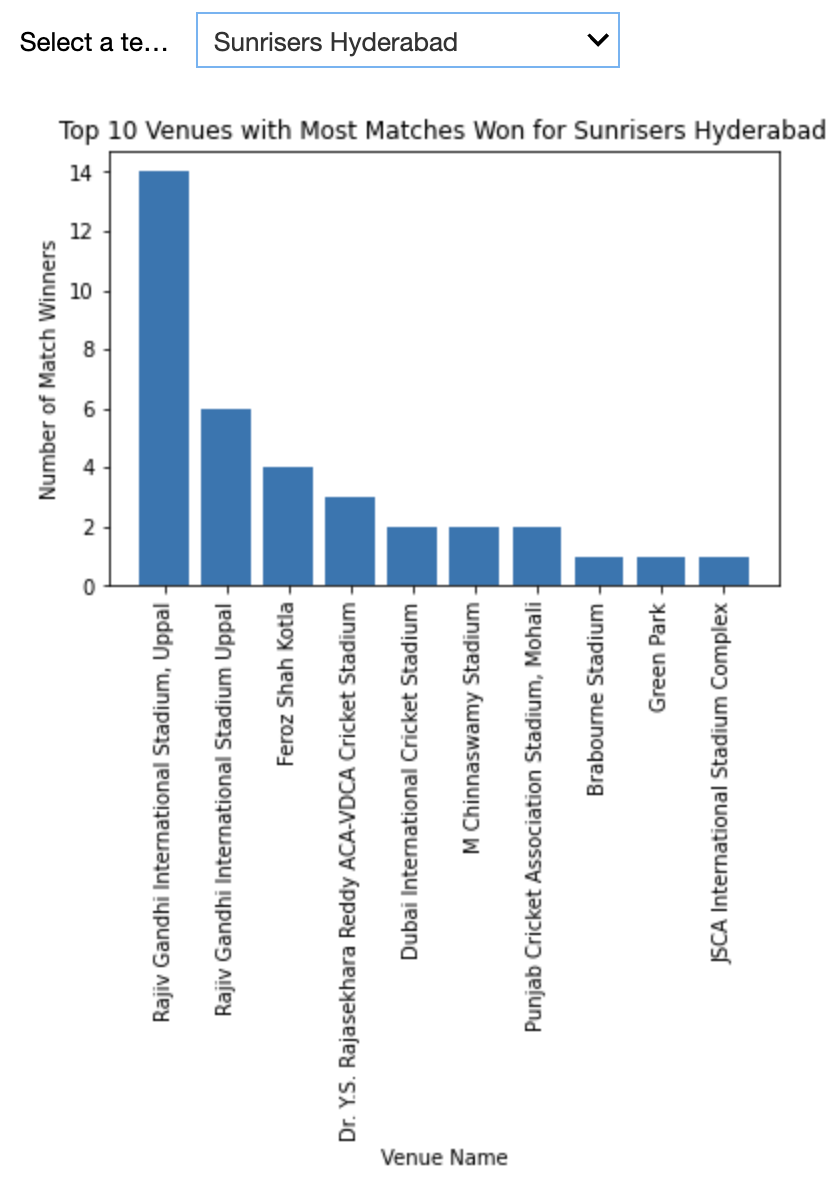 Select a te...
Sunrisers Hyderabad
Top 10 Venues with Most Matches Won for Sunrisers Hyderabad
Number of Match Winners
14
12
10
8
6
4
2
0
Rajiv Gandhi International Stadium, Uppal
Rajiv Gandhi International Stadium Uppal
Feroz Shah Kotla
Dr. Y.S. Rajasekhara Reddy ACA-VDCA Cricket Stadium
Dubai International Cricket Stadium
M Chinnaswamy Stadium
Punjab Cricket Association Stadium, Mohali
Brabourne Stadium
Green Park
JSCA International Stadium Complex
Venue Name